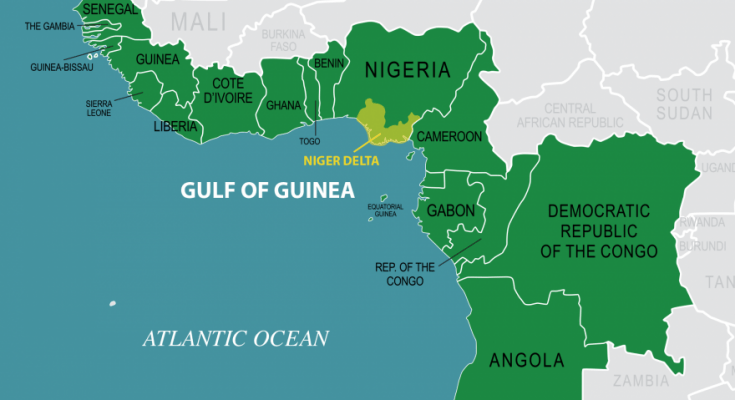 SENEGAL
THE GAMBIA
MALI
BURKINA
FASO
GUINEA-BISSAU
GUINEA
BENIN
NIGERIA
COTE
D'IVOIRE
GHANA
SIERRA
LEONE
LIBERIA
TOGO
CENTRAL
AFRICAN REPUBLIC
SOUTH
SUDAN
CAMEROON
NIGER DELTA
GULF OF GUINEA
EQUATORIAL
GUINEA
GABON
DEMOCRATIC
REPUBLIC
OF THE CONGO
UGAN
RWANDA
BURUNDI
REP. OF THE
CONGO
TAN
ATLANTIC OCEAN
ANGOLA
ZAMBIA